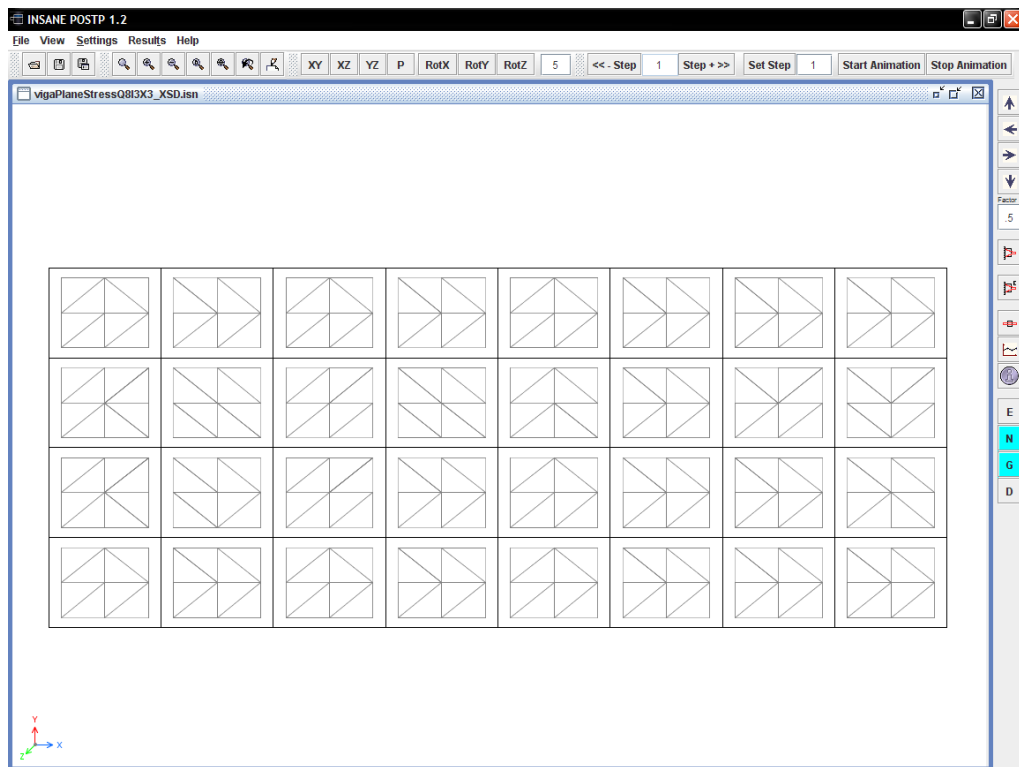 INSANE POSTP 1.2
File View Settings Results Help
XY XZ YZ P RotX RotY RotZ 5 << - Step 1 Step + >> Set Step 1 Start Animation Stop Animation
vigaPlaneStressQ8I3X3_XSD.isn
Factor
.5
E
N
G
D
Y
X
Z